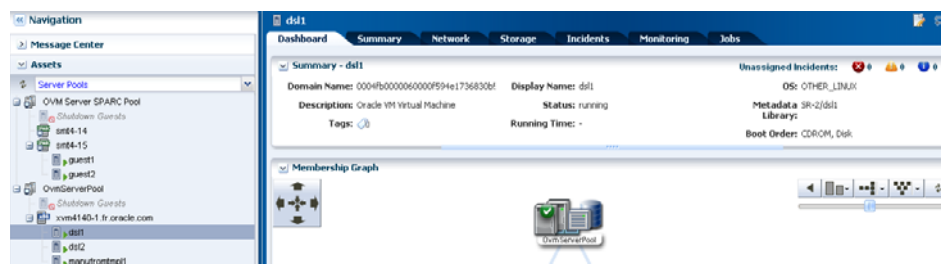 Navigation
Message Center
Assets
Server Pools
OVM Server SPARC Pool
Shutdown Guests
smt4-14
smt4-15
guest1
guest2
OvmServerPool
Shutdown Guests
xvm4140-1.fr.oracle.com
dsl1
dsl2
manutromtmpl1
dsl1
Dashboard Summary Network Storage Incidents Monitoring Jobs
Summary - dsl1 Unassigned Incidents: 0 0 0
Domain Name: 0004fb0000060000f594e1736830b! Display Name: dsl1 OS: OTHER_LINUX
Description: Oracle VM Virtual Machine Status: running Metadata Library: SR-2/dsl1
Tags: Running Time: - Boot Order: CDROM, Disk
Membership Graph
OvmServerPool